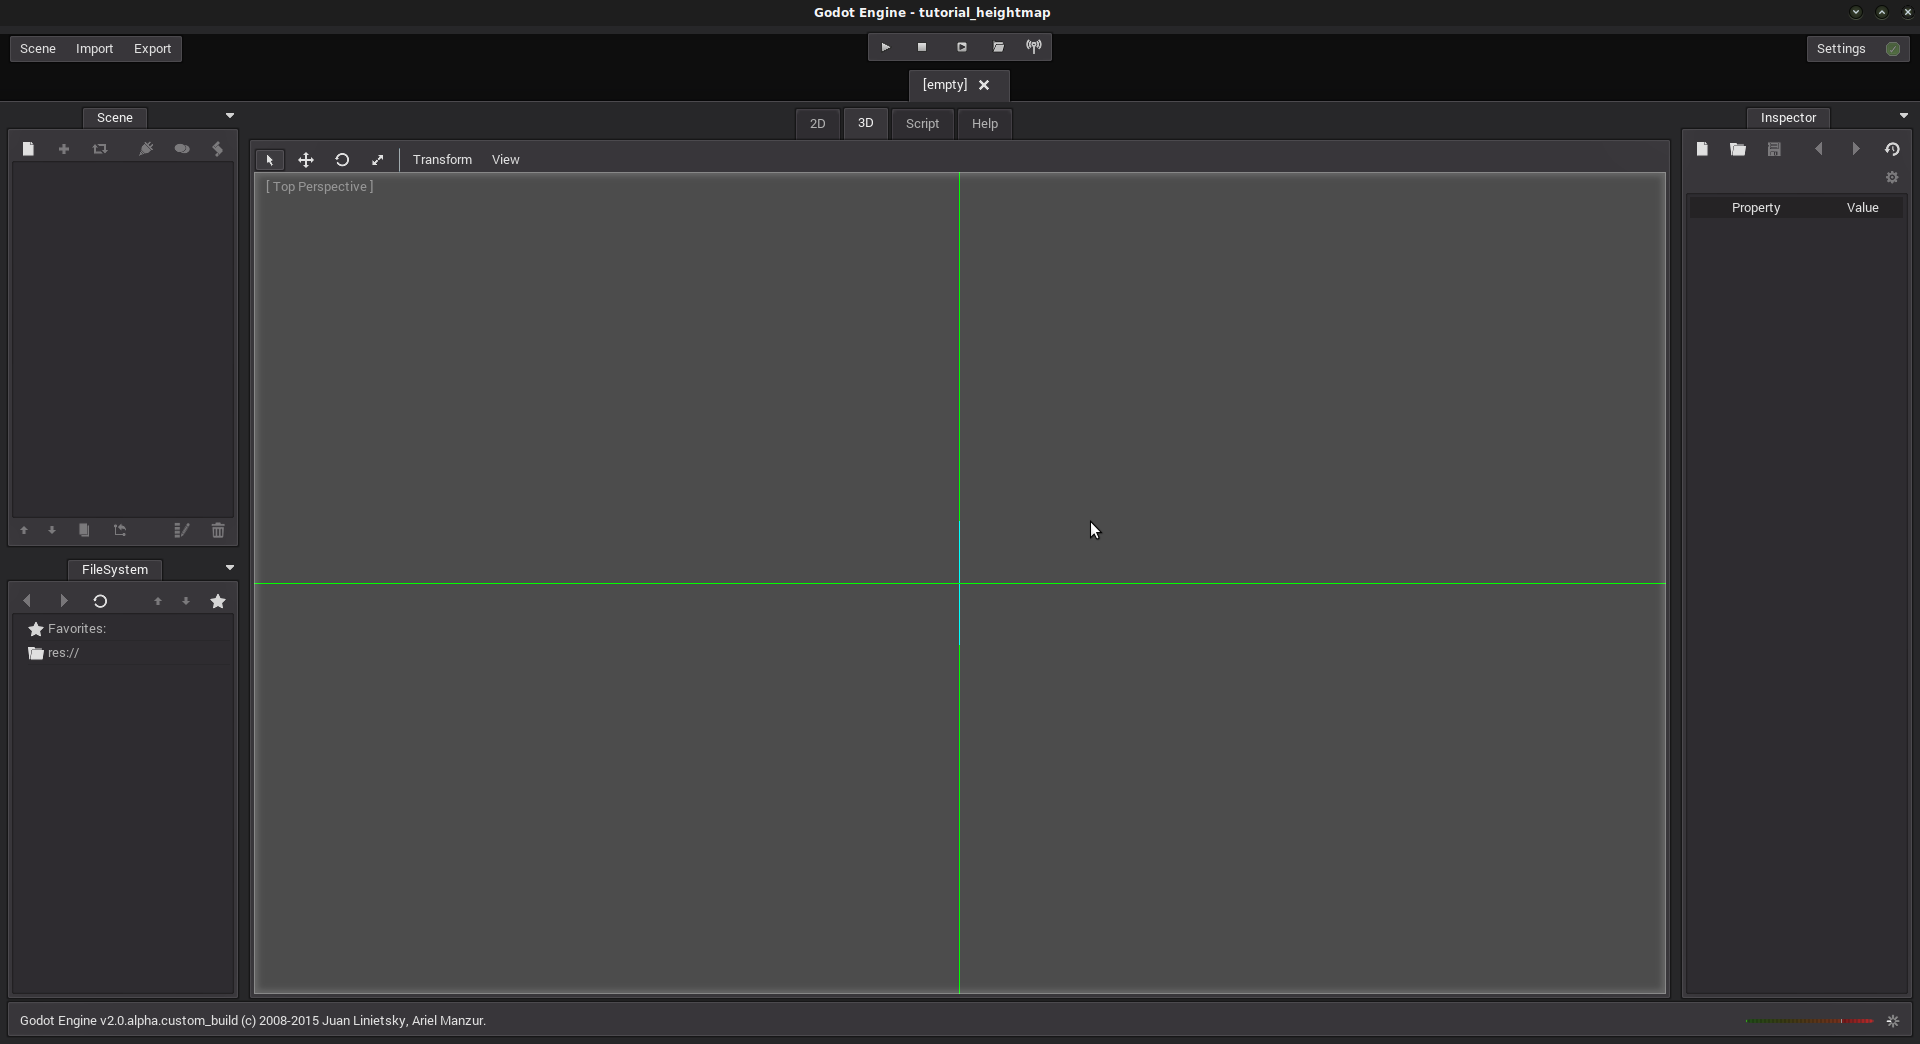 Godot Engine - tutorial_heightmap
Scene Import Export
Settings
[empty]
Scene
2D 3D Script Help
Inspector
Transform View
[ Top Perspective ]
Property Value
FileSystem
Favorites:
res://
Godot Engine v2.0.alpha.custom_build (c) 2008-2015 Juan Linietsky, Ariel Manzur.